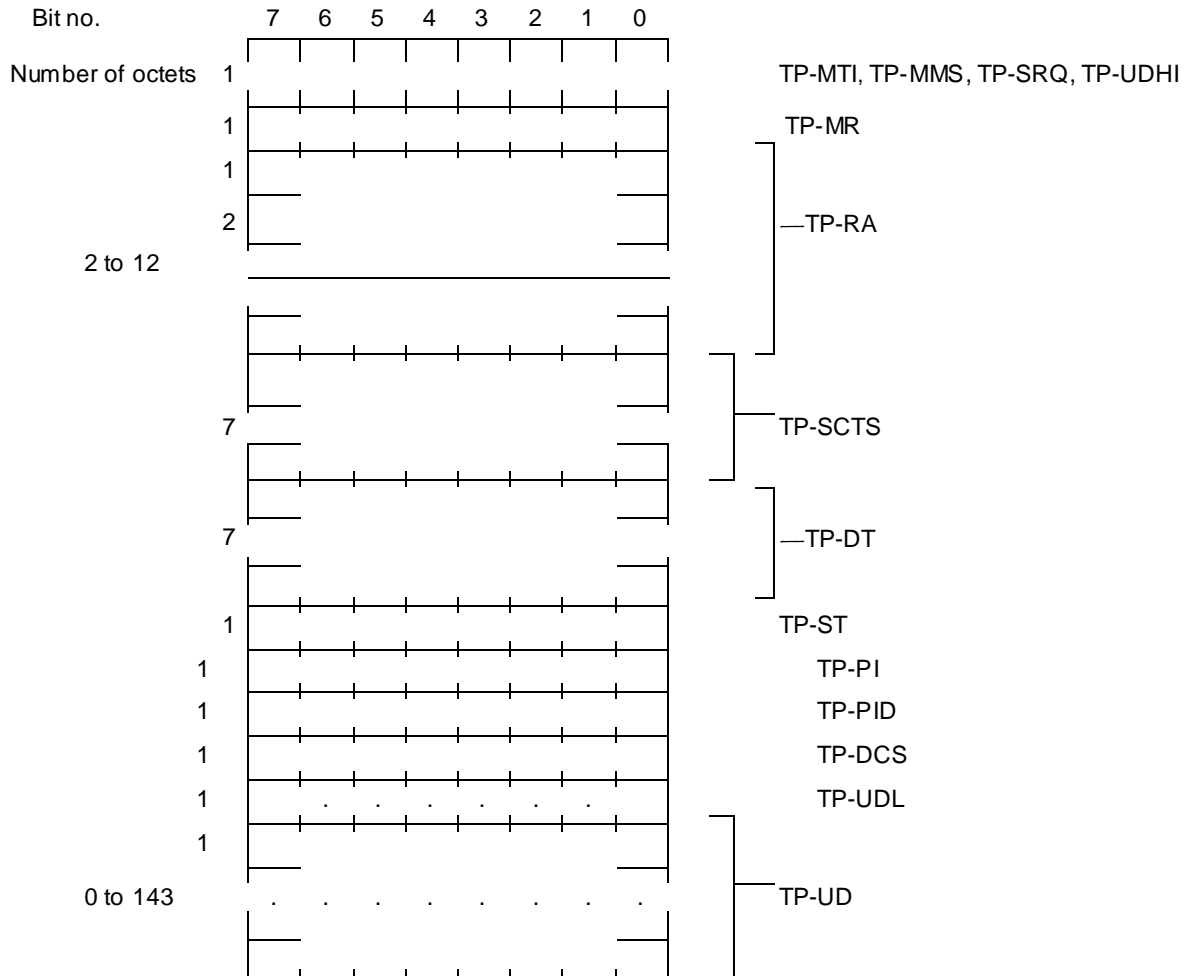 Bit no. 7 6 5 4 3 2 1 0
Number of octets 1 TP-MTI, TP-MMS, TP-SRQ, TP-UDHI
1 TP-MR
1
2 TP-RA
2 to 12
7 TP-SCTS
7 TP-DT
1 TP-ST
1 TP-PI
1 TP-PID
1 TP-DCS
1 . . . . . . TP-UDL
1
0 to 143 . . . . . . . . TP-UD